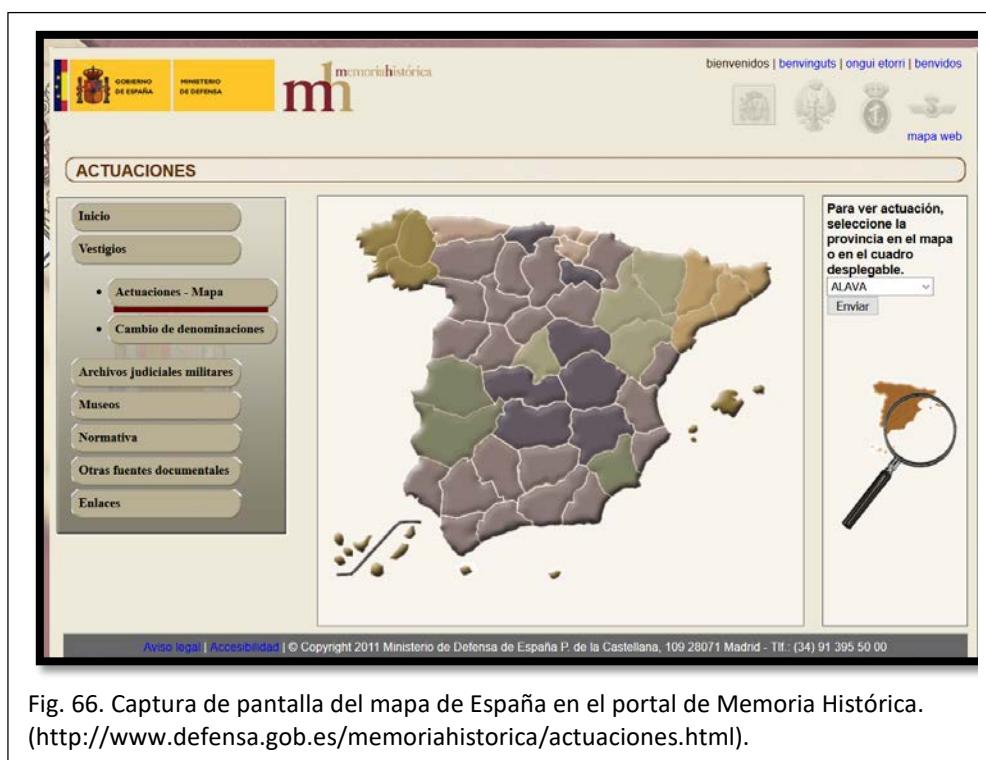 GOBIERNO
DE ESPAÑA
MINISTERIO
DE DEFENSA
mh
memoriahistórica
bienvenidos | benvinguts | ongui etorri | benvidos
mapa web
ACTUACIONES
Inicio
Vestigios
• Actuaciones - Mapa
• Cambio de denominaciones
Archivos judiciales militares
Museos
Normativa
Otras fuentes documentales
Enlaces
Para ver actuación,
seleccione la
provincia en el mapa
o en el cuadro
desplegable.
ALAVA
Enviar
Aviso legal | Accesibilidad | © Copyright 2011 Ministerio de Defensa de España P. de la Castellana, 109 28071 Madrid - Tlf.: (34) 91 395 50 00
Fig. 66. Captura de pantalla del mapa de España en el portal de Memoria Histórica.
(http://www.defensa.gob.es/memoriahistorica/actuaciones.html).